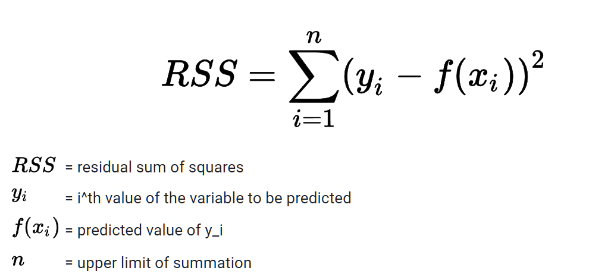 RSS = \sum_{i=1}^{n} (y_i − f(x_i))^2
RSS = residual sum of squares
y_i = i^th value of the variable to be predicted
f(x_i) = predicted value of y_i
n = upper limit of summation